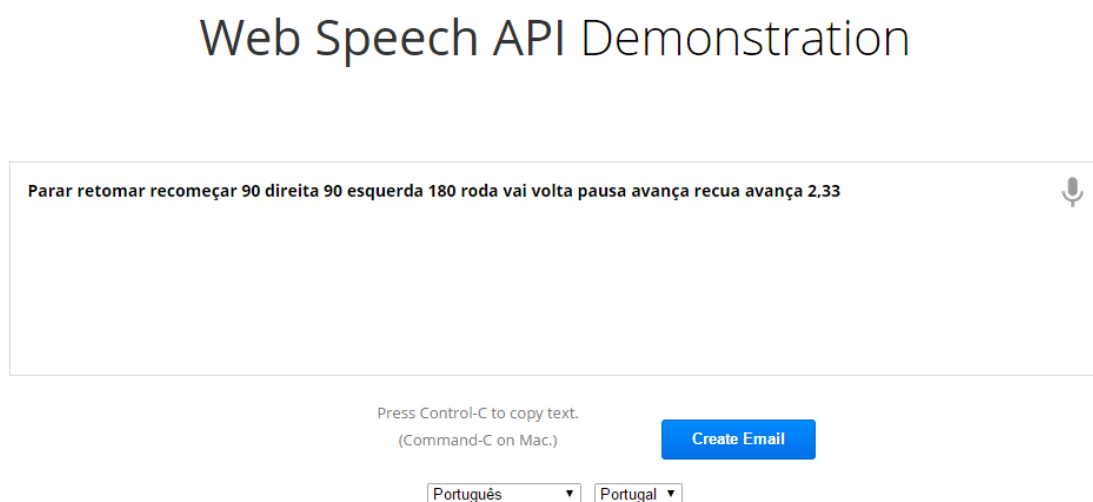 Web Speech API Demonstration
Parar retomar recomeçar 90 direita 90 esquerda 180 roda vai volta pausa avança recua avança 2,33
Press Control-C to copy text.
(Command-C on Mac.)
Create Email
Português
Portugal